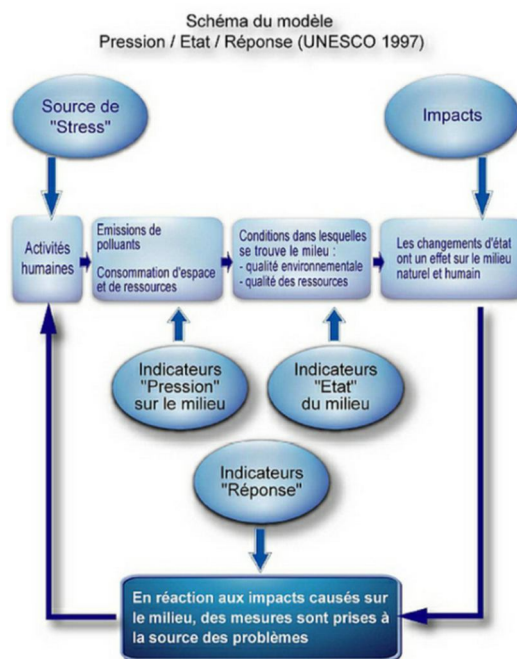 Schéma du modèle
Pression / Etat / Réponse (UNESCO 1997)
Source de
"Stress"
Impacts
Activités
humaines
Emissions de
polluants
Consommation d'espace
et de ressources
Conditions dans lesquelles
se trouve le milieu :
- qualité environnementale
- qualité des ressources
Les changements d'état
ont un effet sur le milieu
naturel et humain
Indicateurs
"Pression"
sur le milieu
Indicateurs
"Etat"
du milieu
Indicateurs
"Réponse"
En réaction aux impacts causés sur
le milieu, des mesures sont prises à
la source des problèmes